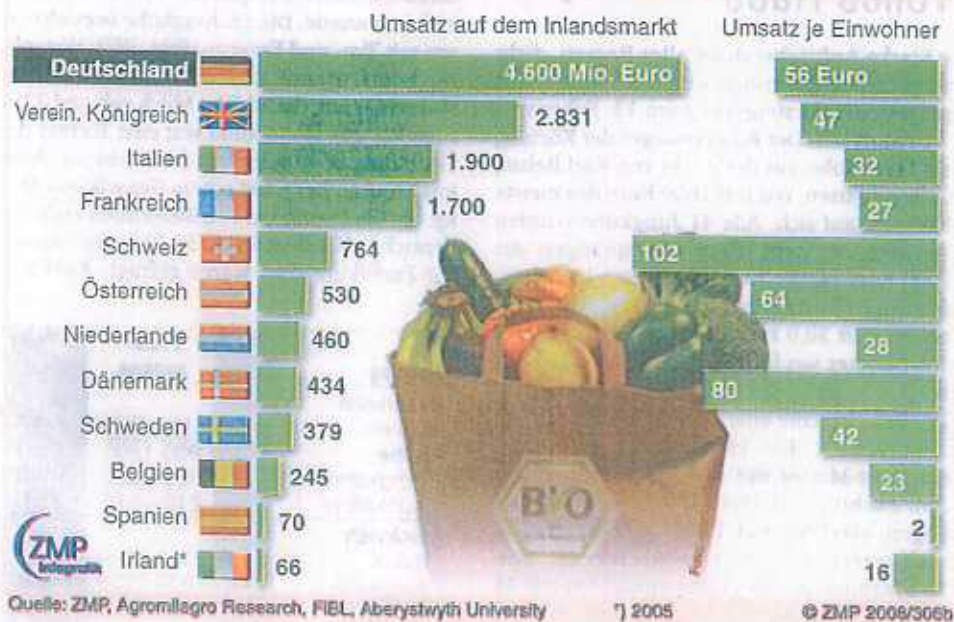 Umsatz auf dem Inlandsmarkt Umsatz je Einwohner
Deutschland 4.600 Mio. Euro 56 Euro
Verein. Königreich 2.831 47
Italien 1.900 32
Frankreich 1.700 27
Schweiz 764 102
Österreich 530 64
Niederlande 460 28
Dänemark 434 80
Schweden 379 42
Belgien 245 23
Spanien 70 2
Irland* 66 16
BIO
ZMP
Infografik
Quelle: ZMP, Agromilagro Research, FIBL, Aberystwyth University *) 2005 © ZMP 2008/306b